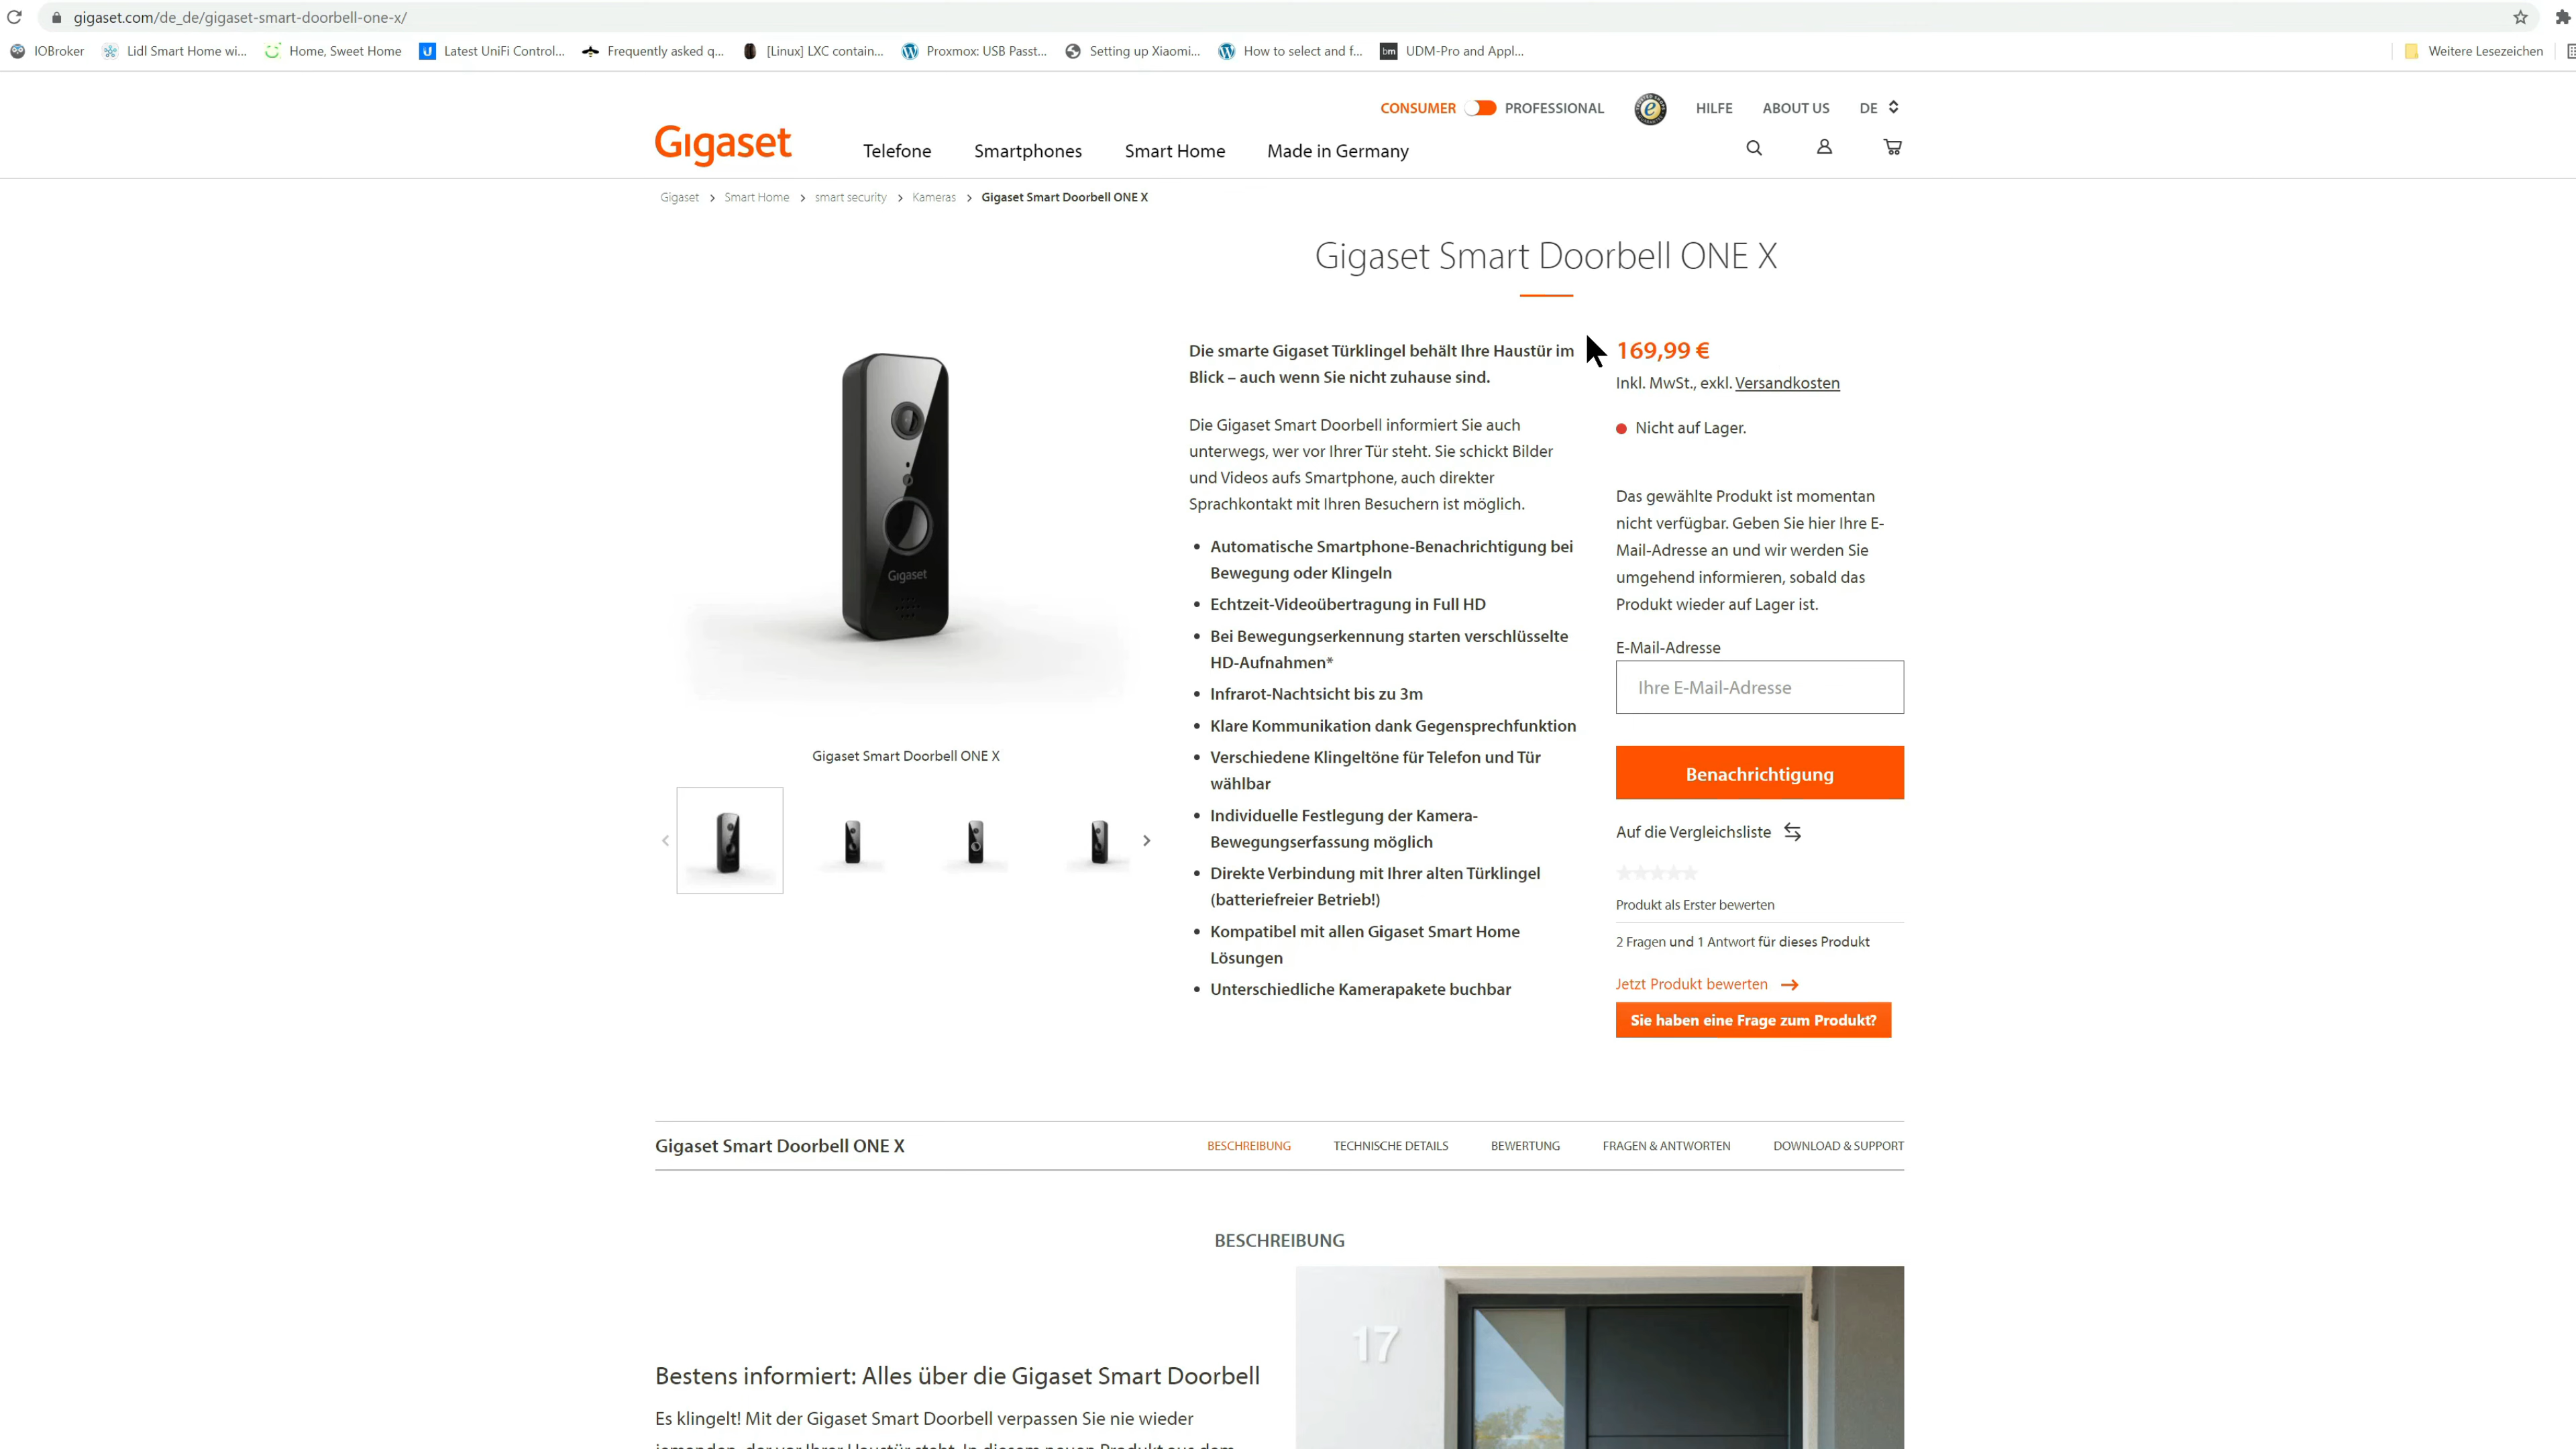 gigaset.com/de_de/gigaset-smart-doorbell-one-x/
IOBroker
Lidl Smart Home wi...
Home, Sweet Home
Latest UniFi Control...
Frequently asked q...
[Linux] LXC contain...
Proxmox: USB Passt...
Setting up Xiaomi...
How to select and f...
UDM-Pro and Appl...
Weitere Lesezeichen
CONSUMER PROFESSIONAL HILFE ABOUT US DE
Gigaset Telefone Smartphones Smart Home Made in Germany
Gigaset > Smart Home > smart security > Kameras > Gigaset Smart Doorbell ONE X
Gigaset Smart Doorbell ONE X
Gigaset
Gigaset Smart Doorbell ONE X
Die smarte Gigaset Türklingel behält Ihre Haustür im
Blick – auch wenn Sie nicht zuhause sind.
Die Gigaset Smart Doorbell informiert Sie auch
unterwegs, wer vor Ihrer Tür steht. Sie schickt Bilder
und Videos aufs Smartphone, auch direkter
Sprachkontakt mit Ihren Besuchern ist möglich.
• Automatische Smartphone-Benachrichtigung bei
Bewegung oder Klingeln
• Echtzeit-Videoübertragung in Full HD
• Bei Bewegungserkennung starten verschlüsselte
HD-Aufnahmen*
• Infrarot-Nachtsicht bis zu 3m
• Klare Kommunikation dank Gegensprechfunktion
• Verschiedene Klingeltöne für Telefon und Tür
wählbar
• Individuelle Festlegung der Kamera-
Bewegungserfassung möglich
• Direkte Verbindung mit Ihrer alten Türklingel
(batteriefreier Betrieb!)
• Kompatibel mit allen Gigaset Smart Home
Lösungen
• Unterschiedliche Kamerapakete buchbar
169,99 €
Inkl. MwSt., exkl. Versandkosten
Nicht auf Lager.
Das gewählte Produkt ist momentan
nicht verfügbar. Geben Sie hier Ihre E-
Mail-Adresse an und wir werden Sie
umgehend informieren, sobald das
Produkt wieder auf Lager ist.
E-Mail-Adresse
Ihre E-Mail-Adresse
Benachrichtigung
Auf die Vergleichsliste
Produkt als Erster bewerten
2 Fragen und 1 Antwort für dieses Produkt
Jetzt Produkt bewerten
Sie haben eine Frage zum Produkt?
Gigaset Smart Doorbell ONE X
BESCHREIBUNG TECHNISCHE DETAILS BEWERTUNG FRAGEN & ANTWORTEN DOWNLOAD & SUPPORT
BESCHREIBUNG
17
Bestens informiert: Alles über die Gigaset Smart Doorbell
Es klingelt! Mit der Gigaset Smart Doorbell verpassen Sie nie wieder